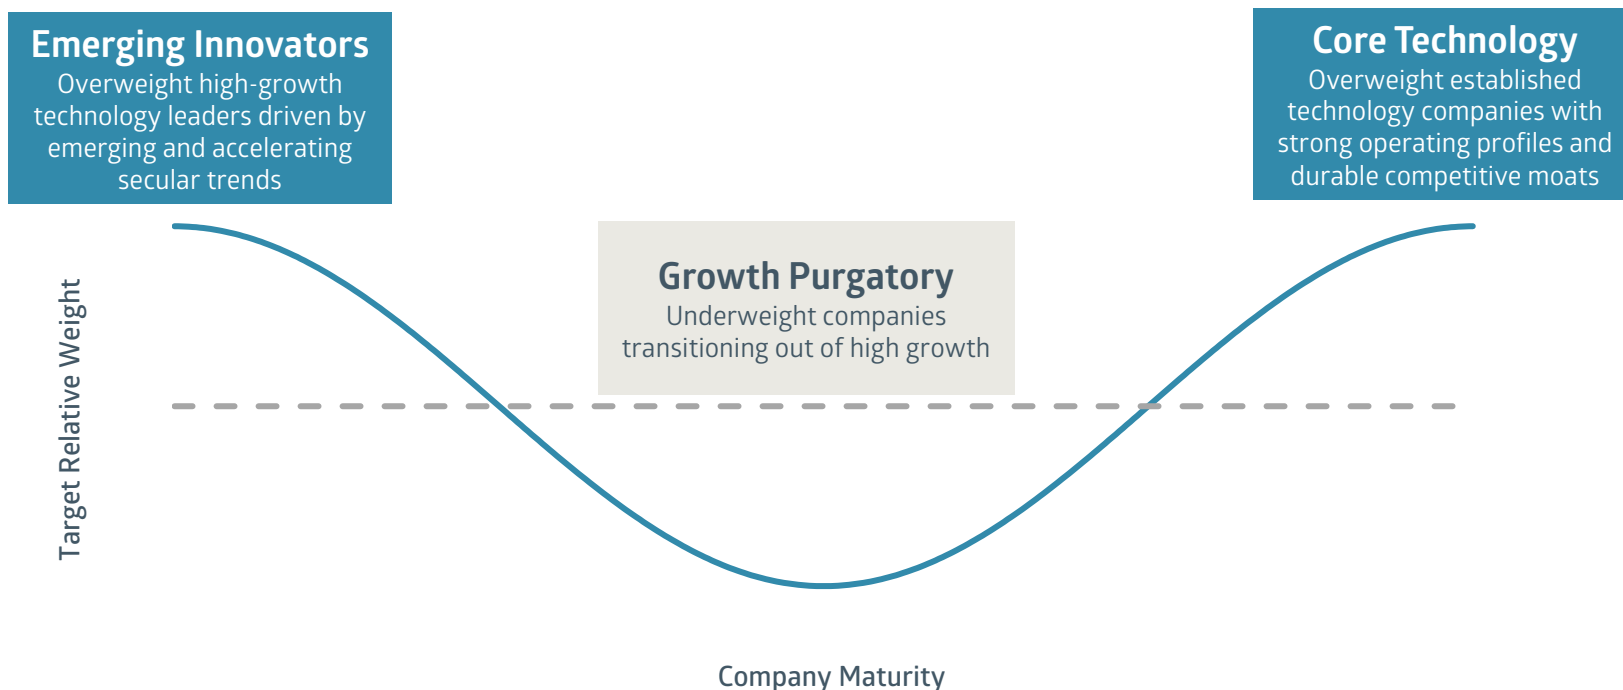 Emerging Innovators
Overweight high-growth
technology leaders driven by
emerging and accelerating
secular trends
Core Technology
Overweight established
technology companies with
strong operating profiles and
durable competitive moats
Growth Purgatory
Underweight companies
transitioning out of high growth
Target Relative Weight
Company Maturity